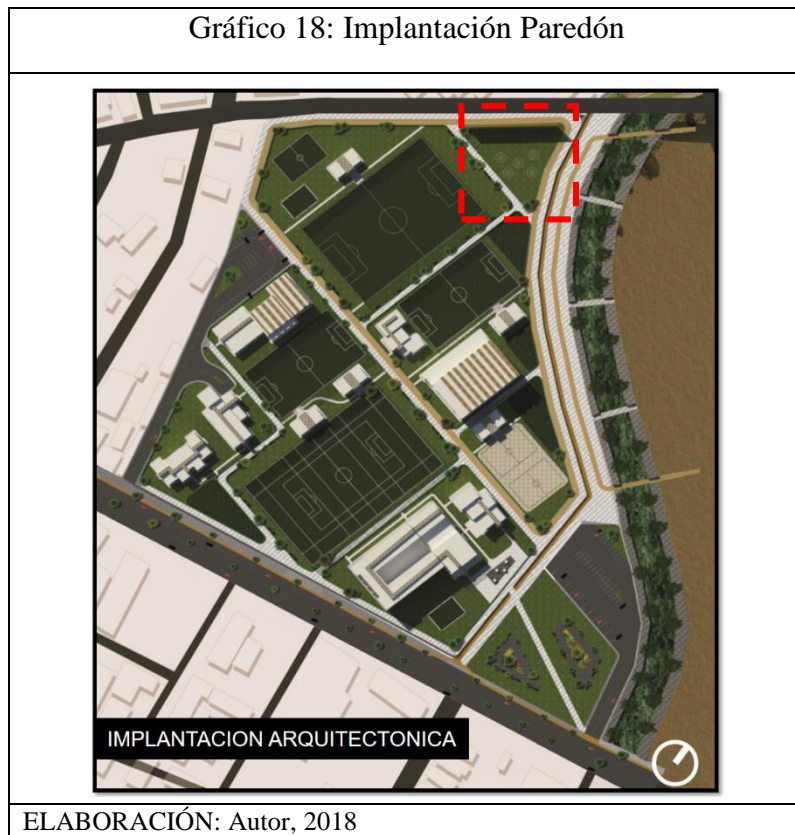 Gráfico 18: Implantación Paredón
IMPLANTACION ARQUITECTONICA
ELABORACIÓN: Autor, 2018